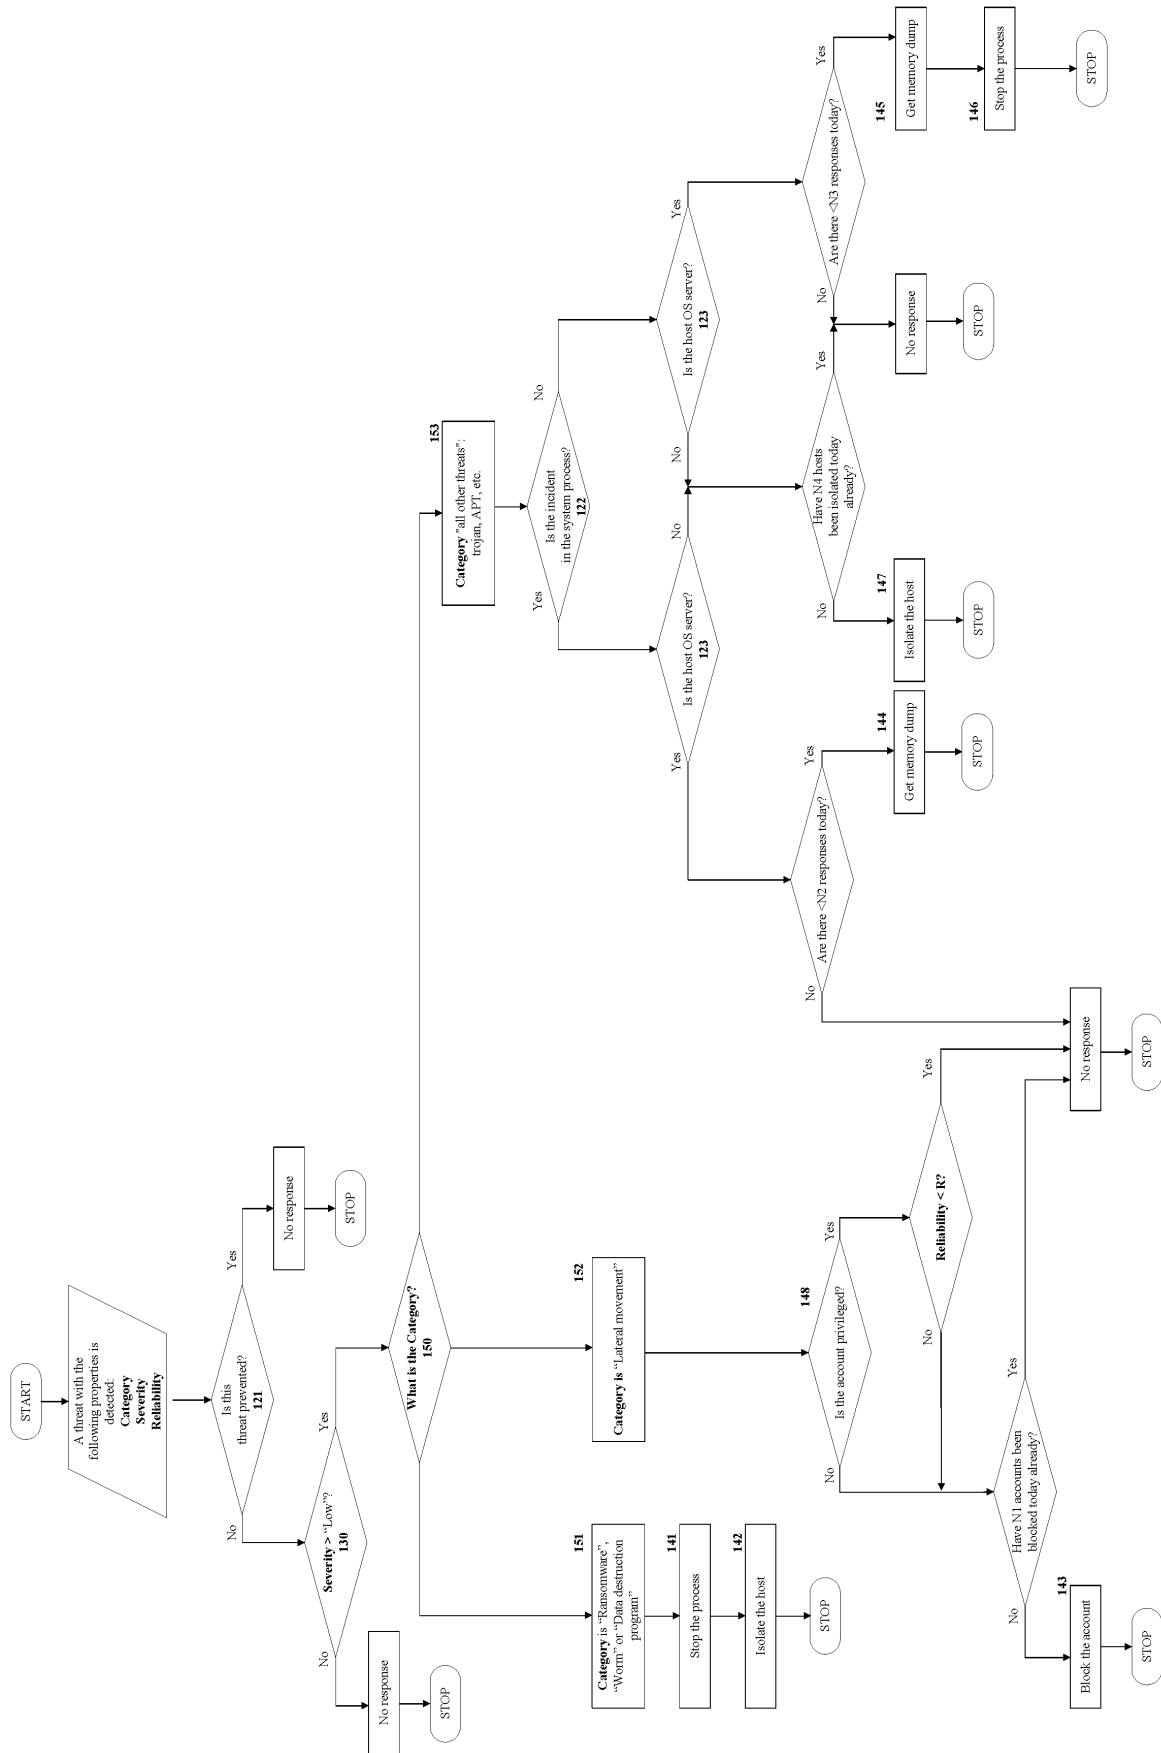 START
A threat with the
following properties is
detected:
Category
Severity
Reliability
Is this
threat prevented?
121
Yes
No
No response
STOP
Severity > “Low”?
130
Yes
No
No response
STOP
What is the Category?
150
151
Category is “Ransomware”,
“Worm” or “Data destruction
program”
141
Stop the process
142
Isolate the host
STOP
152
Category is “Lateral movement”
148
Is the account privileged?
No
Yes
Reliability < R?
No
Yes
Have N1 accounts been
blocked today already?
No
Yes
143
Block the account
STOP
No response
STOP
153
Category "all other threats":
trojan, APT, etc.
Is the incident
in the system process?
122
Yes
No
Is the host OS server?
123
Yes
No
Is the host OS server?
123
No
Yes
Are there <N2 responses today?
No
Yes
144
Get memory dump
STOP
Have N4 hosts
been isolated today
already?
No
Yes
147
Isolate the host
STOP
No response
STOP
Are there <N3 responses today?
No
Yes
145
Get memory dump
146
Stop the process
STOP